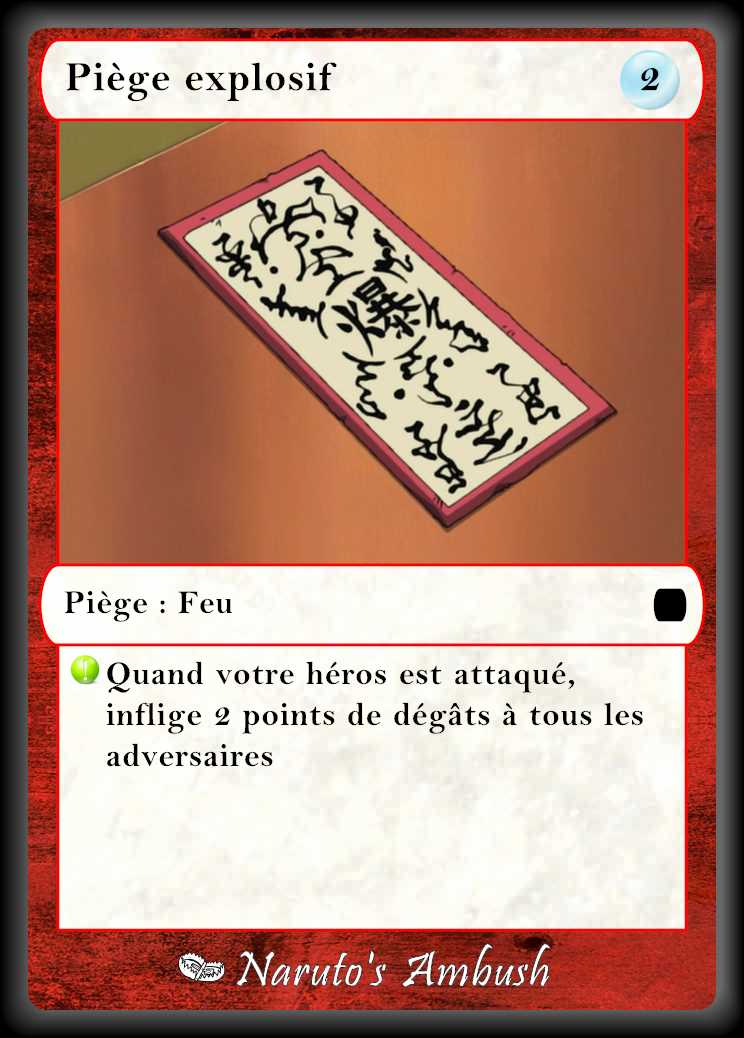 Piège explosif
2
爆
Piège : Feu
Quand votre héros est attaqué,
inflige 2 points de dégâts à tous les
adversaires
Naruto's Ambush